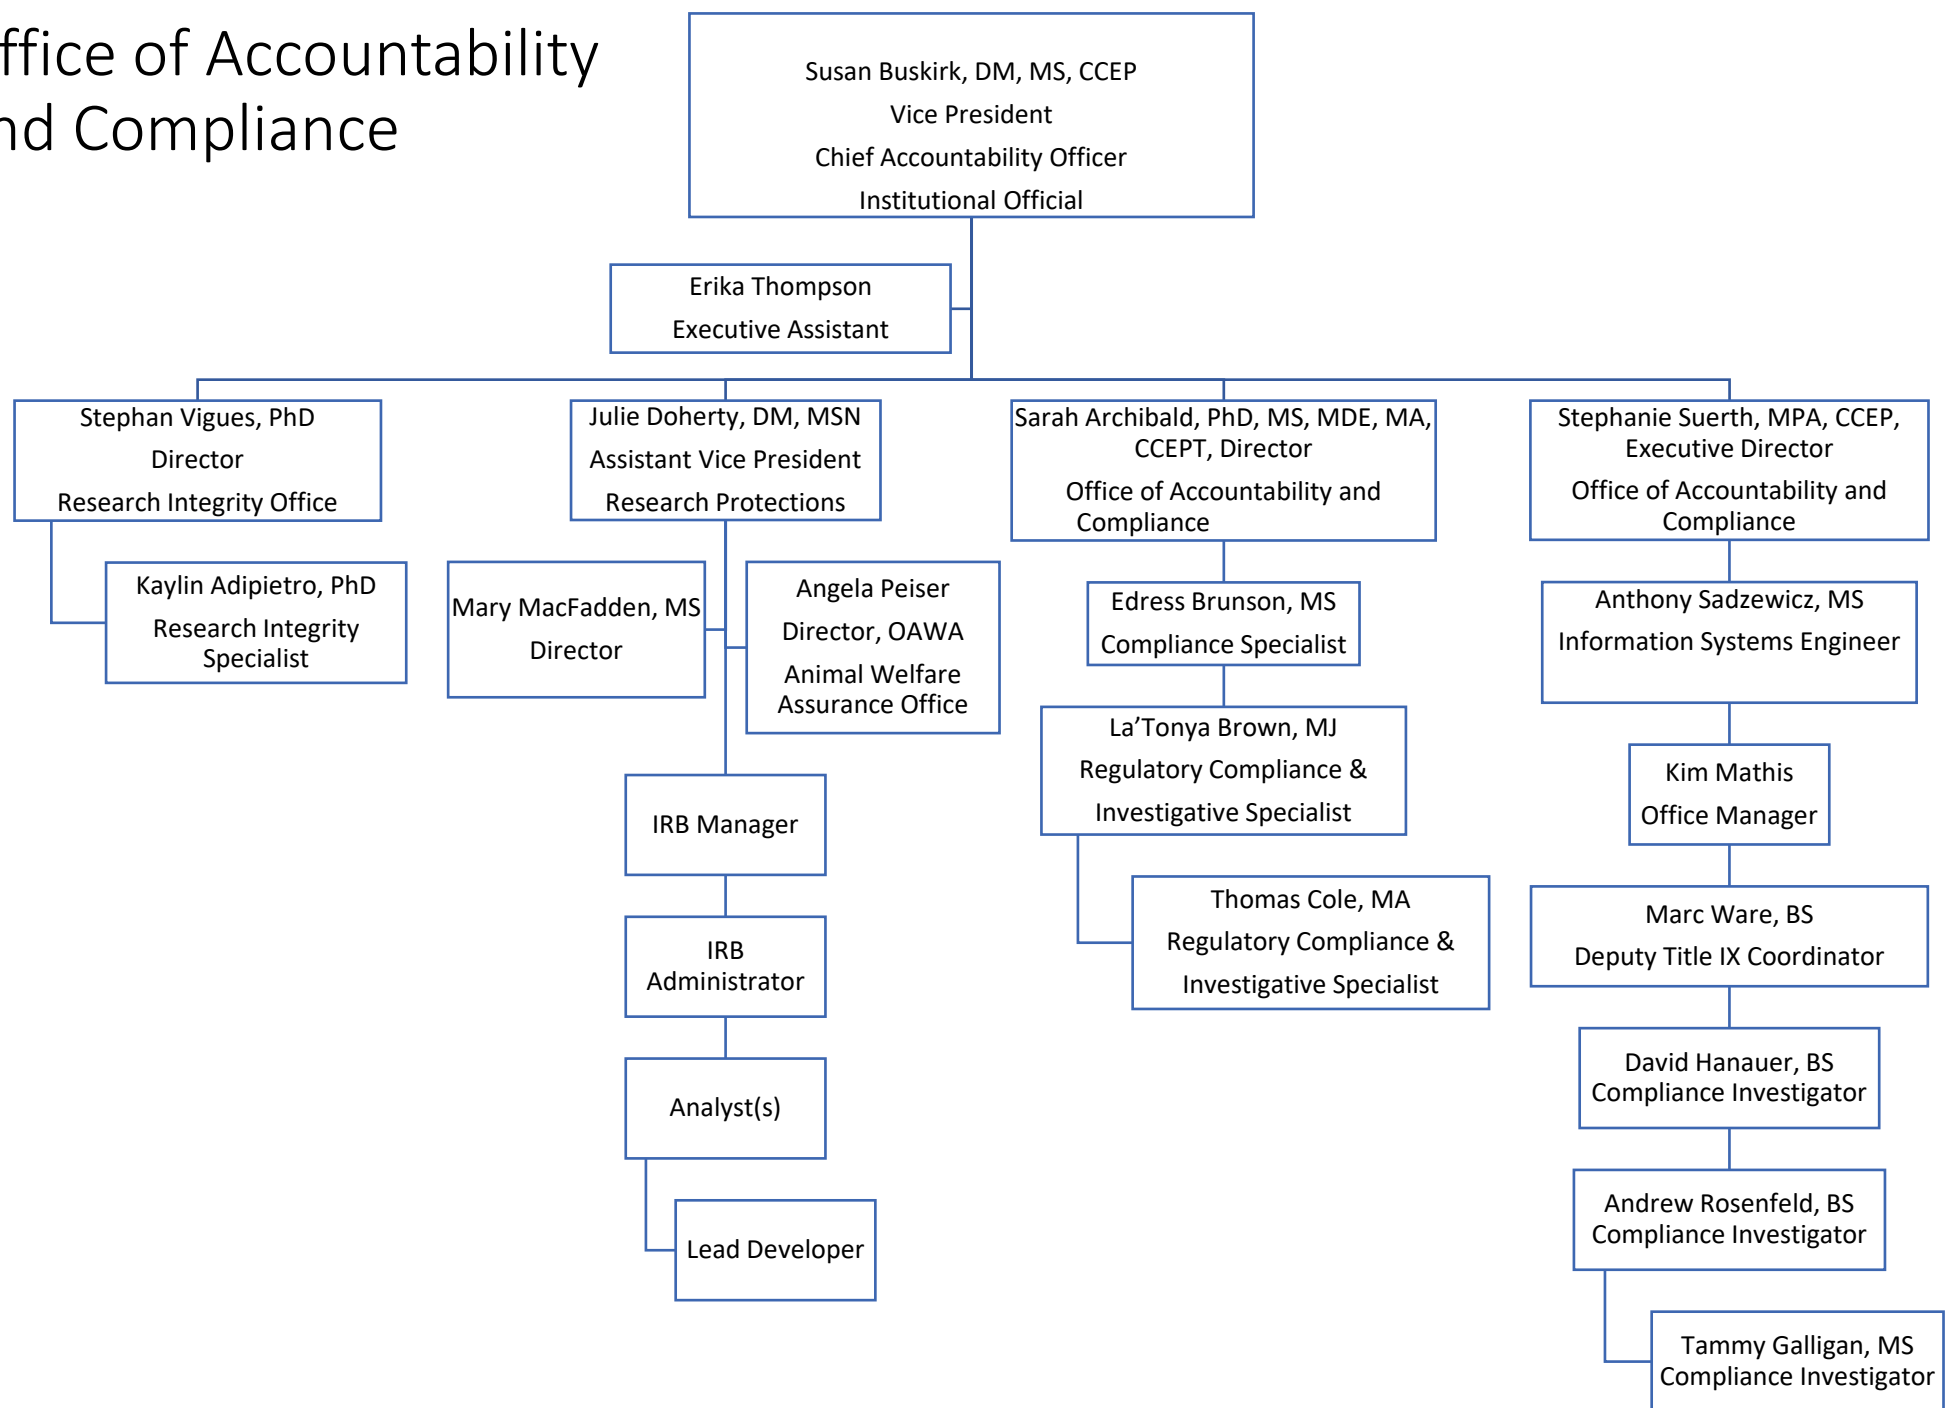 ffice of Accountability
nd Compliance
Susan Buskirk, DM, MS, CCEP
Vice President
Chief Accountability Officer
Institutional Official
Erika Thompson
Executive Assistant
Stephan Vigues, PhD
Director
Research Integrity Office
Julie Doherty, DM, MSN
Assistant Vice President
Research Protections
Sarah Archibald, PhD, MS, MDE, MA,
CCEPT, Director
Office of Accountability and
Compliance
Stephanie Suerth, MPA, CCEP,
Executive Director
Office of Accountability and
Compliance
Kaylin Adipietro, PhD
Research Integrity
Specialist
Mary MacFadden, MS
Director
Angela Peiser
Director, OAWA
Animal Welfare
Assurance Office
Edress Brunson, MS
Compliance Specialist
Anthony Sadzewicz, MS
Information Systems Engineer
La’Tonya Brown, MJ
Regulatory Compliance &
Investigative Specialist
Kim Mathis
Office Manager
IRB Manager
Thomas Cole, MA
Regulatory Compliance &
Investigative Specialist
Marc Ware, BS
Deputy Title IX Coordinator
IRB
Administrator
David Hanauer, BS
Compliance Investigator
Analyst(s)
Andrew Rosenfeld, BS
Compliance Investigator
Lead Developer
Tammy Galligan, MS
Compliance Investigator